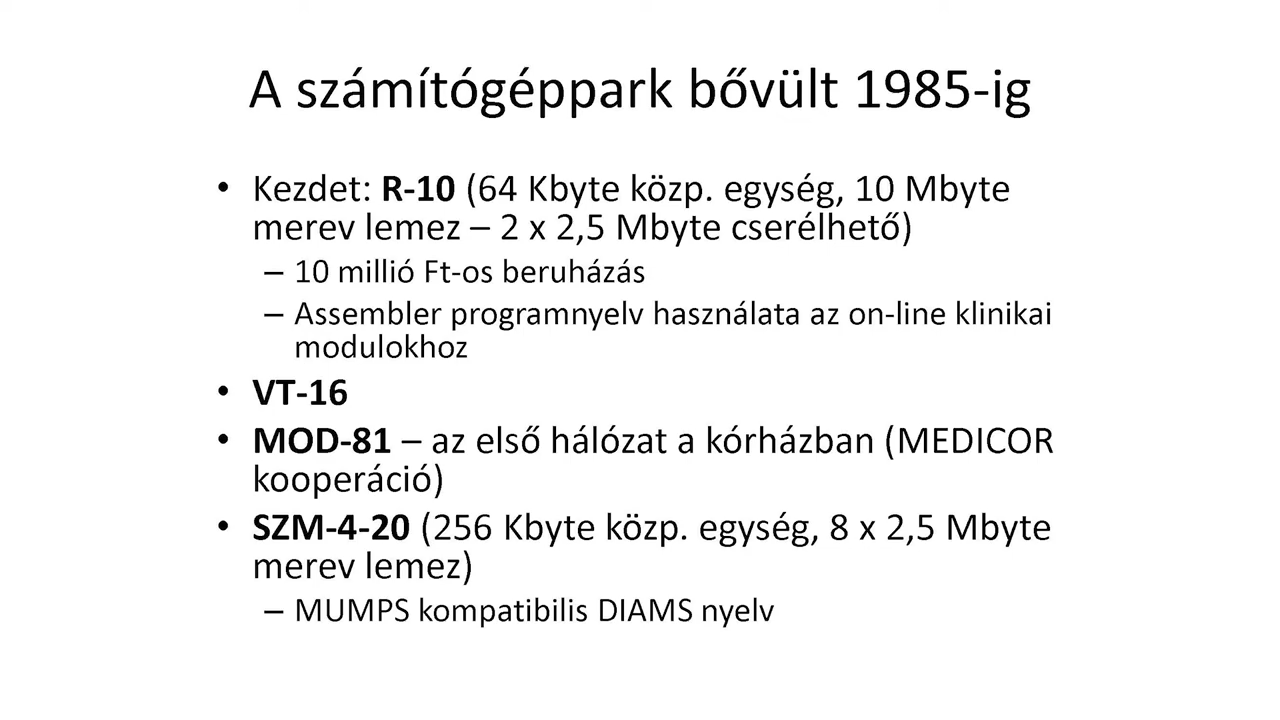 A számítógéppark bővült 1985-ig
• Kezdet: R-10 (64 Kbyte közp. egység, 10 Mbyte
merev lemez – 2 x 2,5 Mbyte cserélhető)
– 10 millió Ft-os beruházás
– Assembler programnyelv használata az on-line klinikai
modulokhoz
• VT-16
• MOD-81 – az első hálózat a kórházban (MEDICOR
kooperáció)
• SZM-4-20 (256 Kbyte közp. egység, 8 x 2,5 Mbyte
merev lemez)
– MUMPS kompatibilis DIAMS nyelv